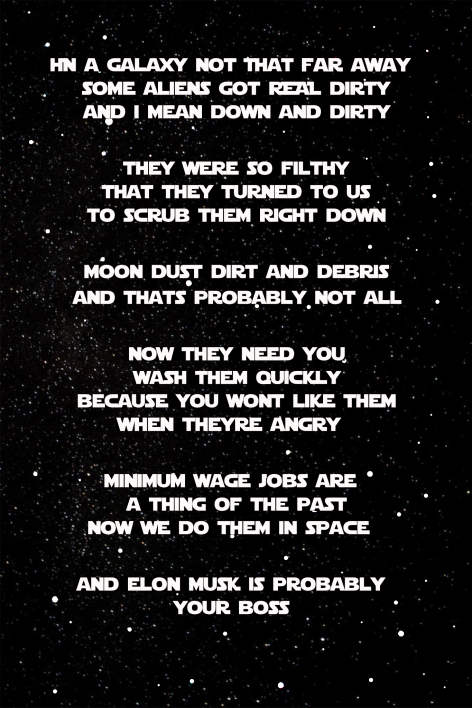 HN A GALAXY NOT THAT FAR AWAY
SOME ALIENS GOT REAL DIRTY
AND I MEAN DOWN AND DIRTY
THEY WERE SO FILTHY
THAT THEY TURNED TO US
TO SCRUB THEM RIGHT DOWN
MOON DUST DIRT AND DEBRIS
AND THATS PROBABLY NOT ALL
NOW THEY NEED YOU
WASH THEM QUICKLY
BECAUSE YOU WONT LIKE THEM
WHEN THEYRE ANGRY
MINIMUM WAGE JOBS ARE
A THING OF THE PAST
NOW WE DO THEM IN SPACE
AND ELON MUSK IS PROBABLY
YOUR BOSS